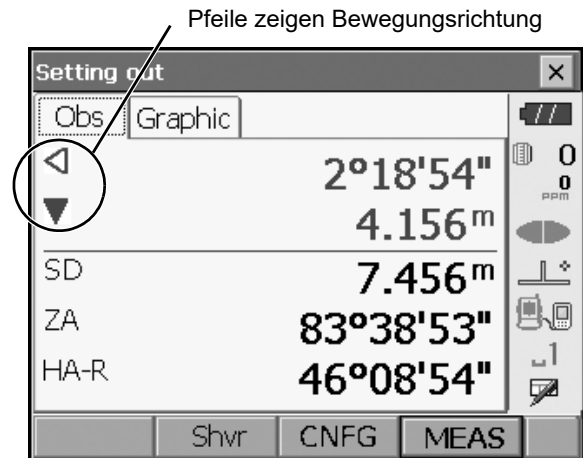 Pfeile zeigen Bewegungsrichtung
Setting out
Obs Graphic
2°18'54"
0
0
PPM
4.156m
SD 7.456m
ZA 83°38'53"
HA-R 46°08'54"
1
Shvr CNFG MEAS